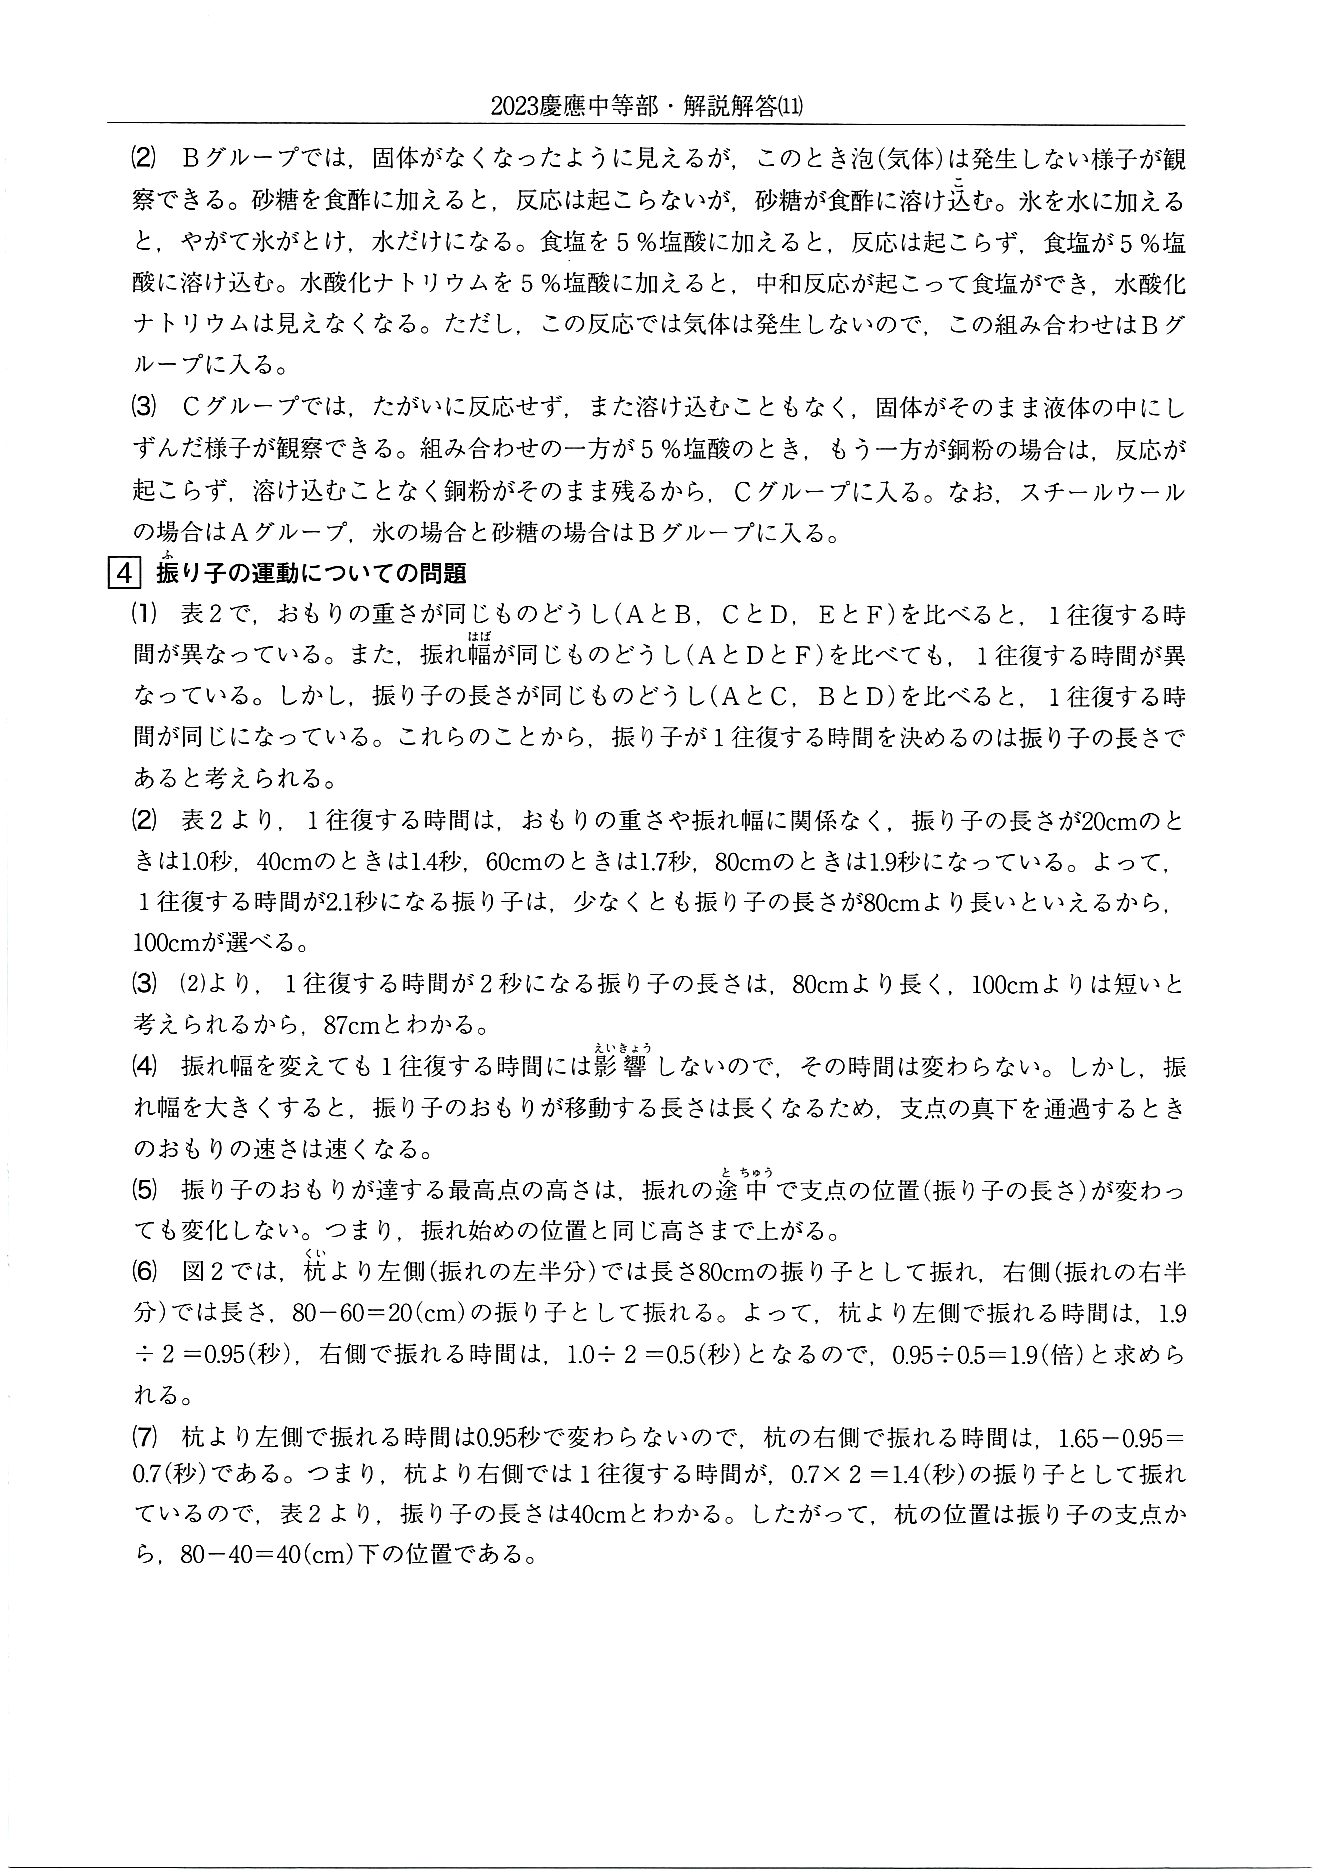 2023慶應中等部・解説解答⑾
⑵　Ｂグループでは，固体がなくなったように見えるが，このとき泡(気体)は発生しない様子が観
察できる。砂糖を食酢に加えると，反応は起こらないが，砂糖が食酢に溶け込む。氷を水に加える
と，やがて氷がとけ，水だけになる。食塩を５％塩酸に加えると，反応は起こらず，食塩が５％塩
酸に溶け込む。水酸化ナトリウムを５％塩酸に加えると，中和反応が起こって食塩ができ，水酸化
ナトリウムは見えなくなる。ただし，この反応では気体は発生しないので，この組み合わせはＢグ
ループに入る。
⑶　Ｃグループでは，たがいに反応せず，また溶け込むこともなく，固体がそのまま液体の中にし
ずんだ様子が観察できる。組み合わせの一方が５％塩酸のとき，もう一方が銅粉の場合は，反応が
起こらず，溶け込むことなく銅粉がそのまま残るから，Ｃグループに入る。なお，スチールウール
の場合はＡグループ，氷の場合と砂糖の場合はＢグループに入る。
4 振り子の運動についての問題
⑴　表２で，おもりの重さが同じものどうし(ＡとＢ，ＣとＤ，ＥとＦ)を比べると，１往復する時
間が異なっている。また，振れ幅が同じものどうし(ＡとＤとＦ)を比べても，１往復する時間が異
なっている。しかし，振り子の長さが同じものどうし(ＡとＣ，ＢとＤ)を比べると，１往復する時
間が同じになっている。これらのことから，振り子が１往復する時間を決めるのは振り子の長さで
あると考えられる。
⑵　表２より，１往復する時間は，おもりの重さや振れ幅に関係なく，振り子の長さが20cmのと
きは1.0秒，40cmのときは1.4秒，60cmのときは1.7秒，80cmのときは1.9秒になっている。よって，
１往復する時間が2.1秒になる振り子は，少なくとも振り子の長さが80cmより長いといえるから，
100cmが選べる。
⑶　(2)より，１往復する時間が２秒になる振り子の長さは，80cmより長く，100cmよりは短いと
考えられるから，87cmとわかる。
⑷　振れ幅を変えても１往復する時間には影響しないので，その時間は変わらない。しかし，振
れ幅を大きくすると，振り子のおもりが移動する長さは長くなるため，支点の真下を通過するとき
のおもりの速さは速くなる。
⑸　振り子のおもりが達する最高点の高さは，振れの途中で支点の位置(振り子の長さ)が変わっ
ても変化しない。つまり，振れ始めの位置と同じ高さまで上がる。
⑹　図２では，杭より左側(振れの左半分)では長さ80cmの振り子として振れ，右側(振れの右半
分)では長さ，80－60＝20(cm)の振り子として振れる。よって，杭より左側で振れる時間は，1.9
÷２＝0.95(秒)，右側で振れる時間は，1.0÷２＝0.5(秒)となるので，0.95÷0.5＝1.9(倍)と求めら
れる。
⑺　杭より左側で振れる時間は0.95秒で変わらないので，杭の右側で振れる時間は，1.65－0.95＝
0.7(秒)である。つまり，杭より右側では１往復する時間が，0.7×２＝1.4(秒)の振り子として振れ
ているので，表２より，振り子の長さは40cmとわかる。したがって，杭の位置は振り子の支点か
ら，80－40＝40(cm)下の位置である。